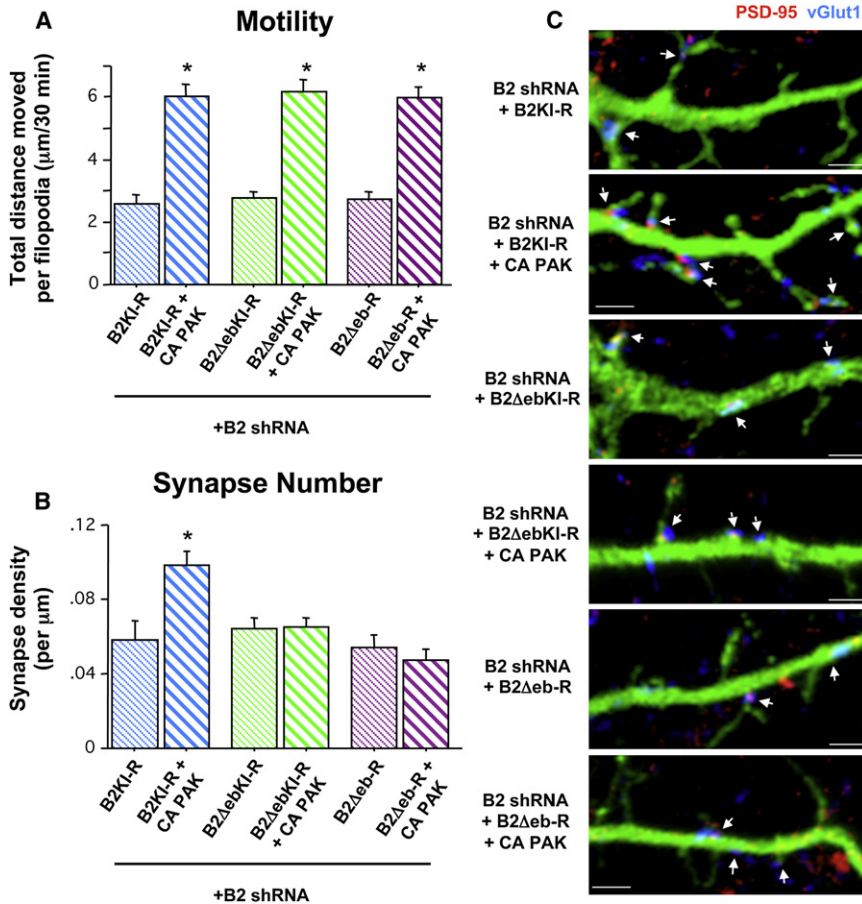 A
Motility
Total distance moved
per filopodia (μm/30 min)
6
4
2
0
B2KI-R
B2KI-R +
CA PAK
B2ΔebKI-R
B2ΔebKI-R
+ CA PAK
B2Δeb-R
B2Δeb-R +
CA PAK
*
*
*
+B2 shRNA
B
Synapse Number
Synapse density
(per μm)
.12
.08
.04
0
*
B2KI-R
B2KI-R +
CA PAK
B2ΔebKI-R
B2ΔebKI-R
+ CA PAK
B2Δeb-R
B2Δeb-R +
CA PAK
+B2 shRNA
C
PSD-95 vGlut1
B2 shRNA
+ B2KI-R
B2 shRNA
+ B2KI-R
+ CA PAK
B2 shRNA
+ B2ΔebKI-R
B2 shRNA
+ B2ΔebKI-R
+ CA PAK
B2 shRNA
+ B2Δeb-R
B2 shRNA
+ B2Δeb-R
+ CA PAK